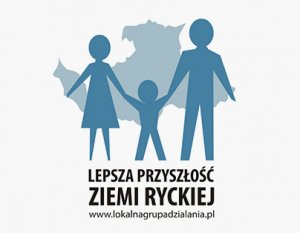 LEPSZA PRZYSZŁOŚĆ
ZIEMI RYCKIEJ
www.lokalnagrupadzialania.pl